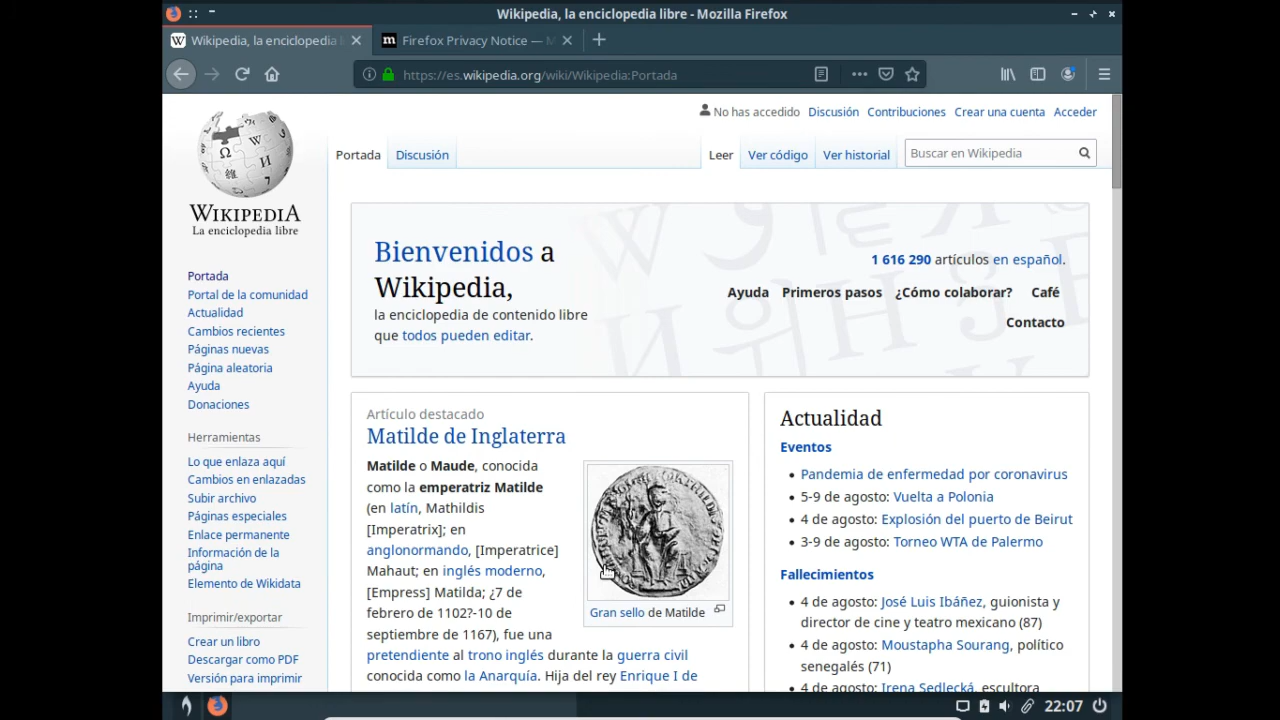 Wikipedia, la enciclopedia libre - Mozilla Firefox
Wikipedia, la enciclopedia
Firefox Privacy Notice —
https://es.wikipedia.org/wiki/Wikipedia:Portada
No has accedido Discusión Contribuciones Crear una cuenta Acceder
Portada Discusión Leer Ver código Ver historial Buscar en Wikipedia
WIKIPEDIA
La enciclopedia libre
Portada
Portal de la comunidad
Actualidad
Cambios recientes
Páginas nuevas
Página aleatoria
Ayuda
Donaciones
Herramientas
Lo que enlaza aquí
Cambios en enlazadas
Subir archivo
Páginas especiales
Enlace permanente
Información de la
página
Elemento de Wikidata
Imprimir/exportar
Crear un libro
Descargar como PDF
Versión para imprimir
Bienvenidos a
Wikipedia,
la enciclopedia de contenido libre
que todos pueden editar.
1 616 290 artículos en español.
Ayuda Primeros pasos ¿Cómo colaborar? Café
Contacto
Artículo destacado
Matilde de Inglaterra
Matilde o Maude, conocida
como la emperatriz Matilde
(en latín, Mathildis
[Imperatrix]; en
anglonormando, [Imperatrice]
Mahaut; en inglés moderno,
[Empress] Matilda; ¿7 de
febrero de 1102?-10 de
septiembre de 1167), fue una
pretendiente al trono inglés durante la guerra civil
conocida como la Anarquía. Hija del rey Enrique I de
Gran sello de Matilde
Actualidad
Eventos
• Pandemia de enfermedad por coronavirus
• 5-9 de agosto: Vuelta a Polonia
• 4 de agosto: Explosión del puerto de Beirut
• 3-9 de agosto: Torneo WTA de Palermo
Fallecimientos
• 4 de agosto: José Luis Ibáñez, guionista y
director de cine y teatro mexicano (87)
• 4 de agosto: Moustapha Sourang, político
senegalés (71)
• 4 de agosto: Irena Sedlecká, escultora
22:07